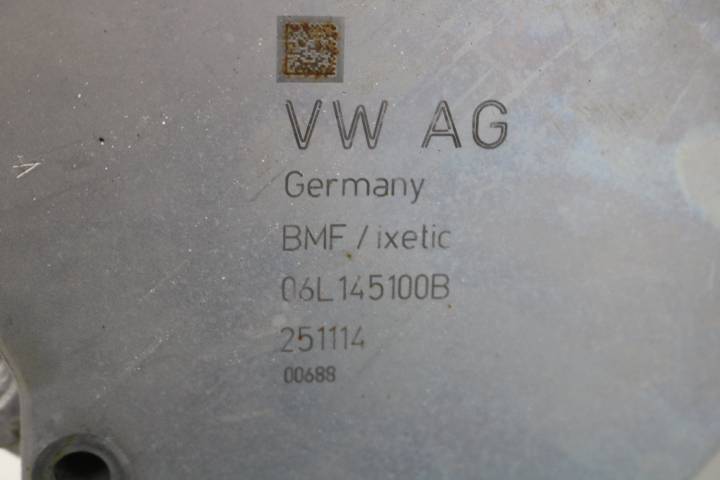 VW AG
Germany
BMF / ixetic
06L145100B
251114
00688